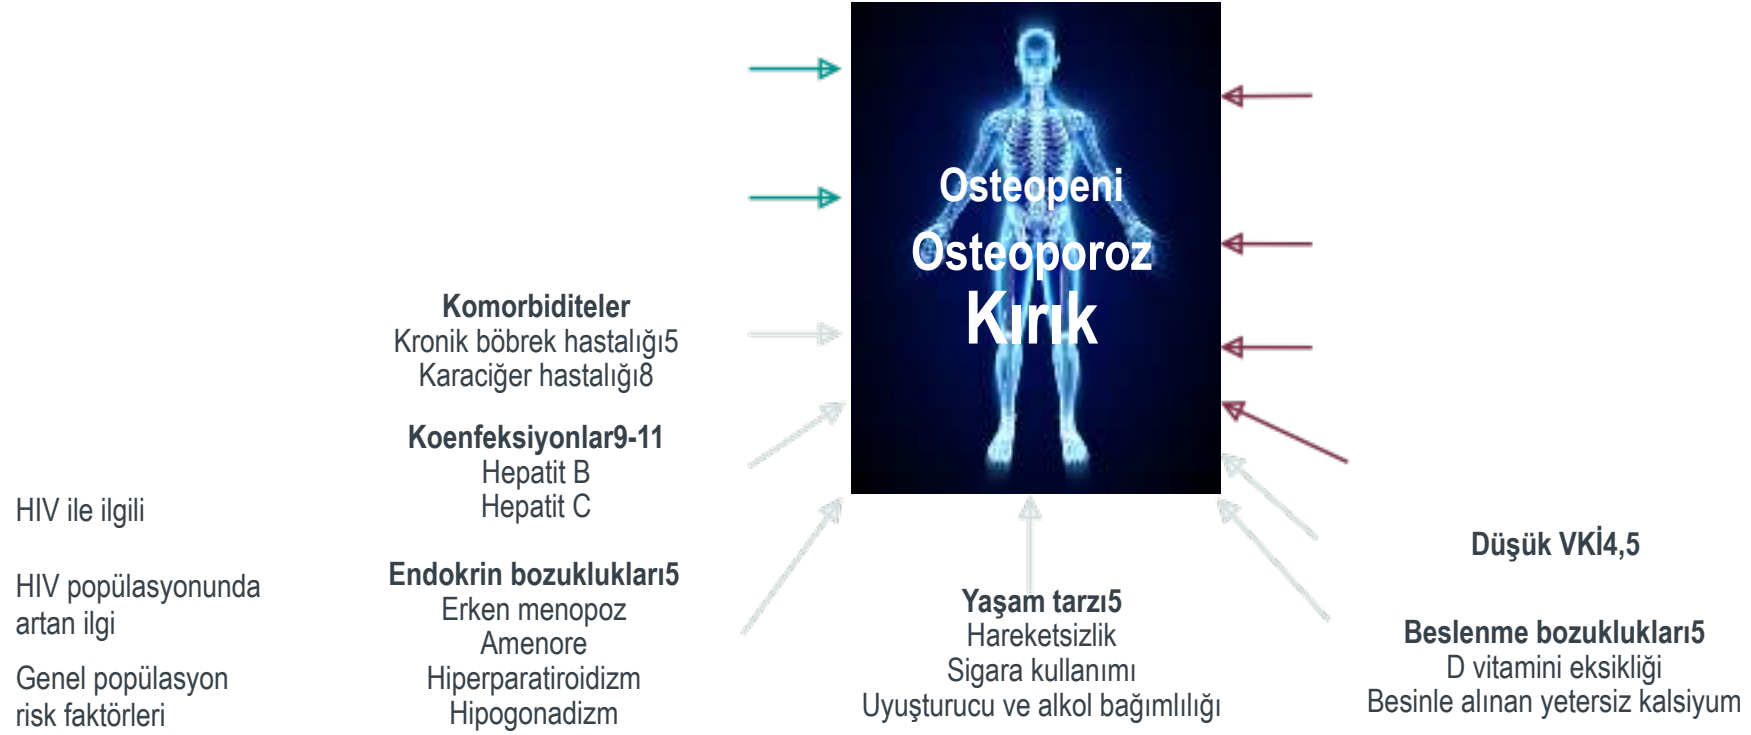 Osteopeni
Osteoporoz
Kırık
Komorbiditeler
Kronik böbrek hastalığı5
Karaciğer hastalığı8
Koenfeksiyonlar9-11
Hepatit B
Hepatit C
Endokrin bozuklukları5
Erken menopoz
Amenore
Hiperparatiroidizm
Hipogonadizm
HIV ile ilgili
HIV popülasyonunda
artan ilgi
Genel popülasyon
risk faktörleri
Yaşam tarzı5
Hareketsizlik
Sigara kullanımı
Uyuşturucu ve alkol bağımlılığı
Düşük VKİ4,5
Beslenme bozuklukları5
D vitamini eksikliği
Besinle alınan yetersiz kalsiyum